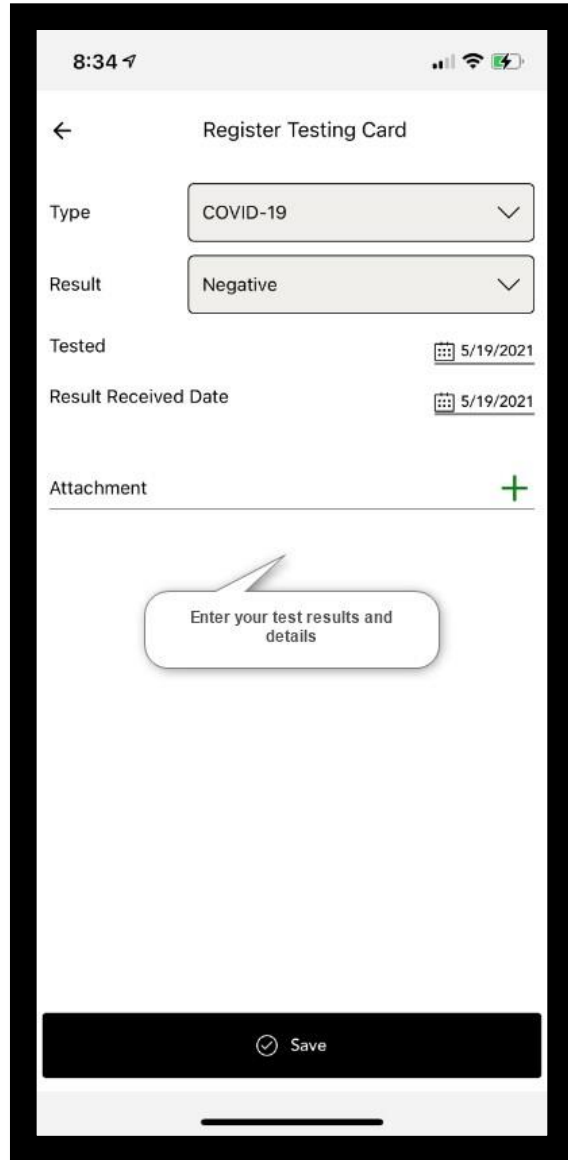 8:34
Register Testing Card
Type COVID-19
Result Negative
Tested 5/19/2021
Result Received Date 5/19/2021
Attachment
Enter your test results and
details
Save